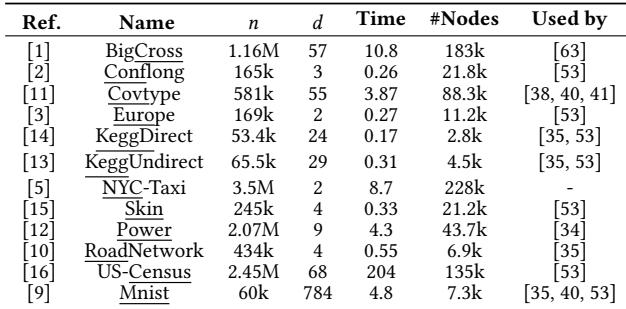 Ref. Name n d Time #Nodes Used by
[1] BigCross 1.16M 57 10.8 183k [63]
[2] Conflong 165k 3 0.26 21.8k [53]
[11] Covtype 581k 55 3.87 88.3k [38, 40, 41]
[3] Europe 169k 2 0.27 11.2k [53]
[14] KeggDirect 53.4k 24 0.17 2.8k [35, 53]
[13] KeggUndirect 65.5k 29 0.31 4.5k [35, 53]
[5] NYC-Taxi 3.5M 2 8.7 228k -
[15] Skin 245k 4 0.33 21.2k [53]
[12] Power 2.07M 9 4.3 43.7k [34]
[10] RoadNetwork 434k 4 0.55 6.9k [35]
[16] US-Census 2.45M 68 204 135k [53]
[9] Mnist 60k 784 4.8 7.3k [35, 40, 53]